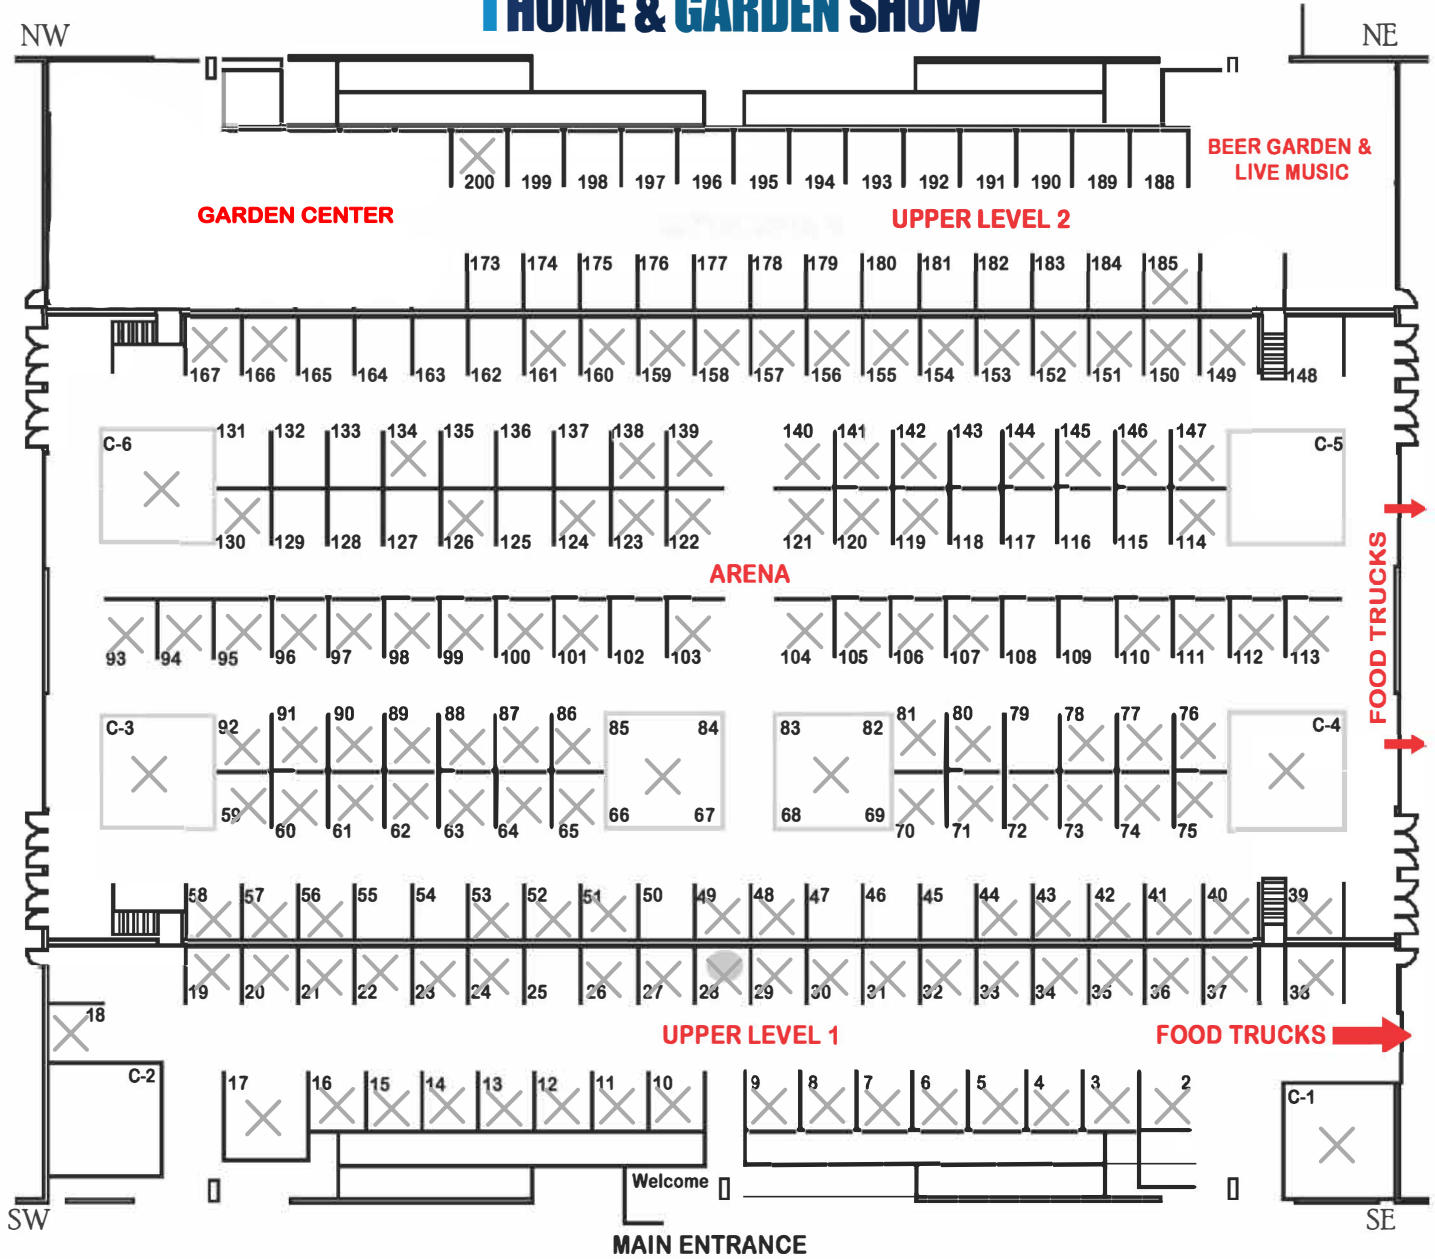 HOME & GARDEN SHOW
NW
NE
BEER GARDEN &
LIVE MUSIC
200 199 198 197 196 195 194 193 192 191 190 189 188
GARDEN CENTER
UPPER LEVEL 2
173 174 175 176 177 178 179 180 181 182 183 184 185
167 166 165 164 163 162 161 160 159 158 157 156 155 154 153 152 151 150 149 148
C-6 131 132 133 134 135 136 137 138 139 140 141 142 143 144 145 146 147 C-5
130 129 128 127 126 125 124 123 122 121 120 119 118 117 116 115 114
ARENA
FOOD TRUCKS
93 94 95 96 97 98 99 100 101 102 103 104 105 106 107 108 109 110 111 112 113
C-3 92 91 90 89 88 87 86 85 84 83 82 81 80 79 78 77 76 C-4
59 60 61 62 63 64 65 66 67 68 69 70 71 72 73 74 75
58 57 56 55 54 53 52 51 50 49 48 47 46 45 44 43 42 41 40 39
19 20 21 22 23 24 25 26 27 28 29 30 31 32 33 34 35 36 37 38
18
UPPER LEVEL 1
FOOD TRUCKS
C-2 17 16 15 14 13 12 11 10 9 8 7 6 5 4 3 2 C-1
Welcome
SW
SE
MAIN ENTRANCE